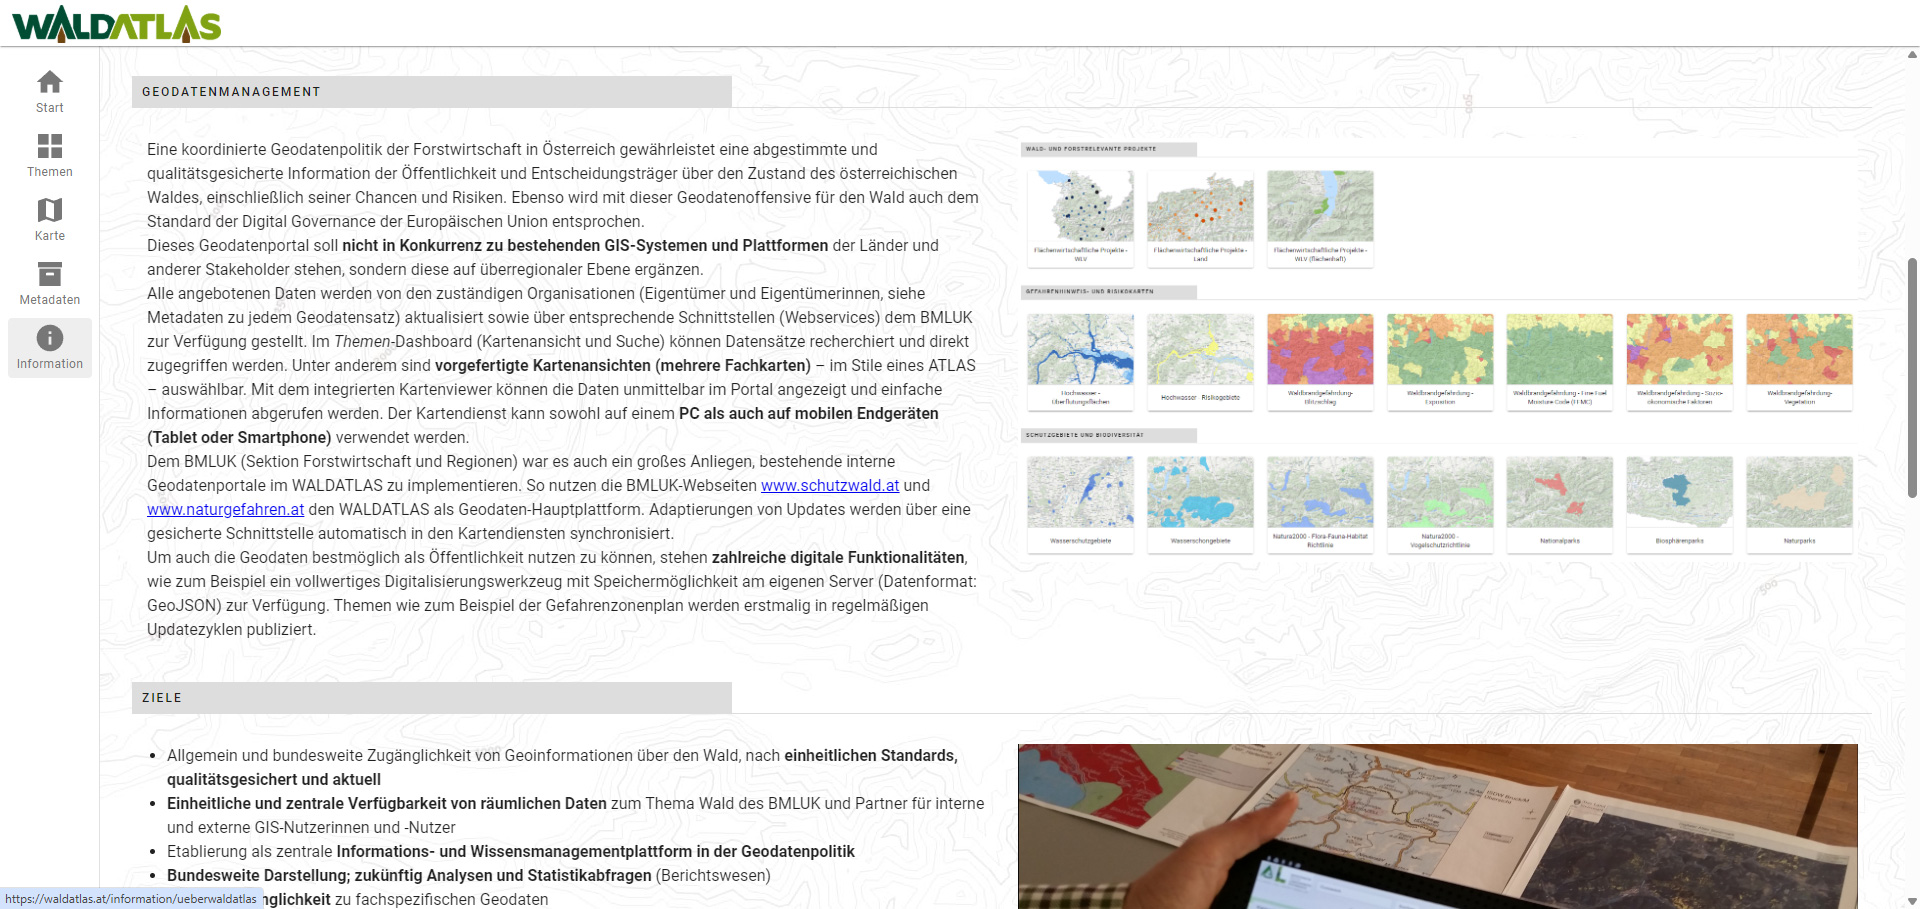 WALDATLAS
Start
Themen
Karte
Metadaten
Information
GEODATENMANAGEMENT
Eine koordinierte Geodatenpolitik der Forstwirtschaft in Österreich gewährleistet eine abgestimmte und
qualitätsgesicherte Information der Öffentlichkeit und Entscheidungsträger über den Zustand des österreichischen
Waldes, einschließlich seiner Chancen und Risiken. Ebenso wird mit dieser Geodatenoffensive für den Wald auch dem
Standard der Digital Governance der Europäischen Union entsprochen.
Dieses Geodatenportal soll nicht in Konkurrenz zu bestehenden GIS-Systemen und Plattformen der Länder und
anderer Stakeholder stehen, sondern diese auf überregionaler Ebene ergänzen.
Alle angebotenen Daten werden von den zuständigen Organisationen (Eigentümer und Eigentümerinnen, siehe
Metadaten zu jedem Geodatensatz) aktualisiert sowie über entsprechende Schnittstellen (Webservices) dem BMLUK
zur Verfügung gestellt. Im Themen-Dashboard (Kartenansicht und Suche) können Datensätze recherchiert und direkt
zugegriffen werden. Unter anderem sind vorgefertigte Kartenansichten (mehrere Fachkarten) – im Stile eines ATLAS
– auswählbar. Mit dem integrierten Kartenviewer können die Daten unmittelbar im Portal angezeigt und einfache
Informationen abgerufen werden. Der Kartendienst kann sowohl auf einem PC als auch auf mobilen Endgeräten
(Tablet oder Smartphone) verwendet werden.
Dem BMLUK (Sektion Forstwirtschaft und Regionen) war es auch ein großes Anliegen, bestehende interne
Geodatenportale im WALDATLAS zu implementieren. So nutzen die BMLUK-Webseiten www.schutzwald.at und
www.naturgefahren.at den WALDATLAS als Geodaten-Hauptplattform. Adaptierungen von Updates werden über eine
gesicherte Schnittstelle automatisch in den Kartendiensten synchronisiert.
Um auch die Geodaten bestmöglich als Öffentlichkeit nutzen zu können, stehen zahlreiche digitale Funktionalitäten,
wie zum Beispiel ein vollwertiges Digitalisierungswerkzeug mit Speichermöglichkeit am eigenen Server (Datenformat:
GeoJSON) zur Verfügung. Themen wie zum Beispiel der Gefahrenzonenplan werden erstmalig in regelmäßigen
Updatezyklen publiziert.
WALD- UND FORSTRELEVANTE PROJEKTE
Flächenwirtschaftliche Projekte -
WLV
Flächenwirtschaftliche Projekte -
Land
Flächenwirtschaftliche Projekte -
WLV (flächenhaft)
GEFAHRENHINWEIS- UND RISIKOKARTEN
Hochwasser -
Überflutungsflächen
Hochwasser - Risikogebiete
Waldbrandgefährdung-
Blitzschlag
Waldbrandgefährdung -
Exposition
Waldbrandgefährdung - Fine Fuel
Moisture Code (FFMC)
Waldbrandgefährdung - Sozio-
ökonomische Faktoren
Waldbrandgefährdung-
Vegetation
SCHUTZGEBIETE UND BIODIVERSITÄT
Wasserschutzgebiete
Wasserschongebiete
Natura2000 - Flora-Fauna-Habitat
Richtlinie
Natura2000 -
Vogelschutzrichtlinie
Nationalparks
Biosphärenparks
Naturparks
500
500
ZIELE
Allgemein und bundesweite Zugänglichkeit von Geoinformationen über den Wald, nach einheitlichen Standards,
qualitätsgesichert und aktuell
Einheitliche und zentrale Verfügbarkeit von räumlichen Daten zum Thema Wald des BMLUK und Partner für interne
und externe GIS-Nutzerinnen und -Nutzer
Etablierung als zentrale Informations- und Wissensmanagementplattform in der Geodatenpolitik
Bundesweite Darstellung; zukünftig Analysen und Statistikabfragen (Berichtswesen)
nglichkeit zu fachspezifischen Geodaten
https://waldatlas.at/information/ueberwaldatlas